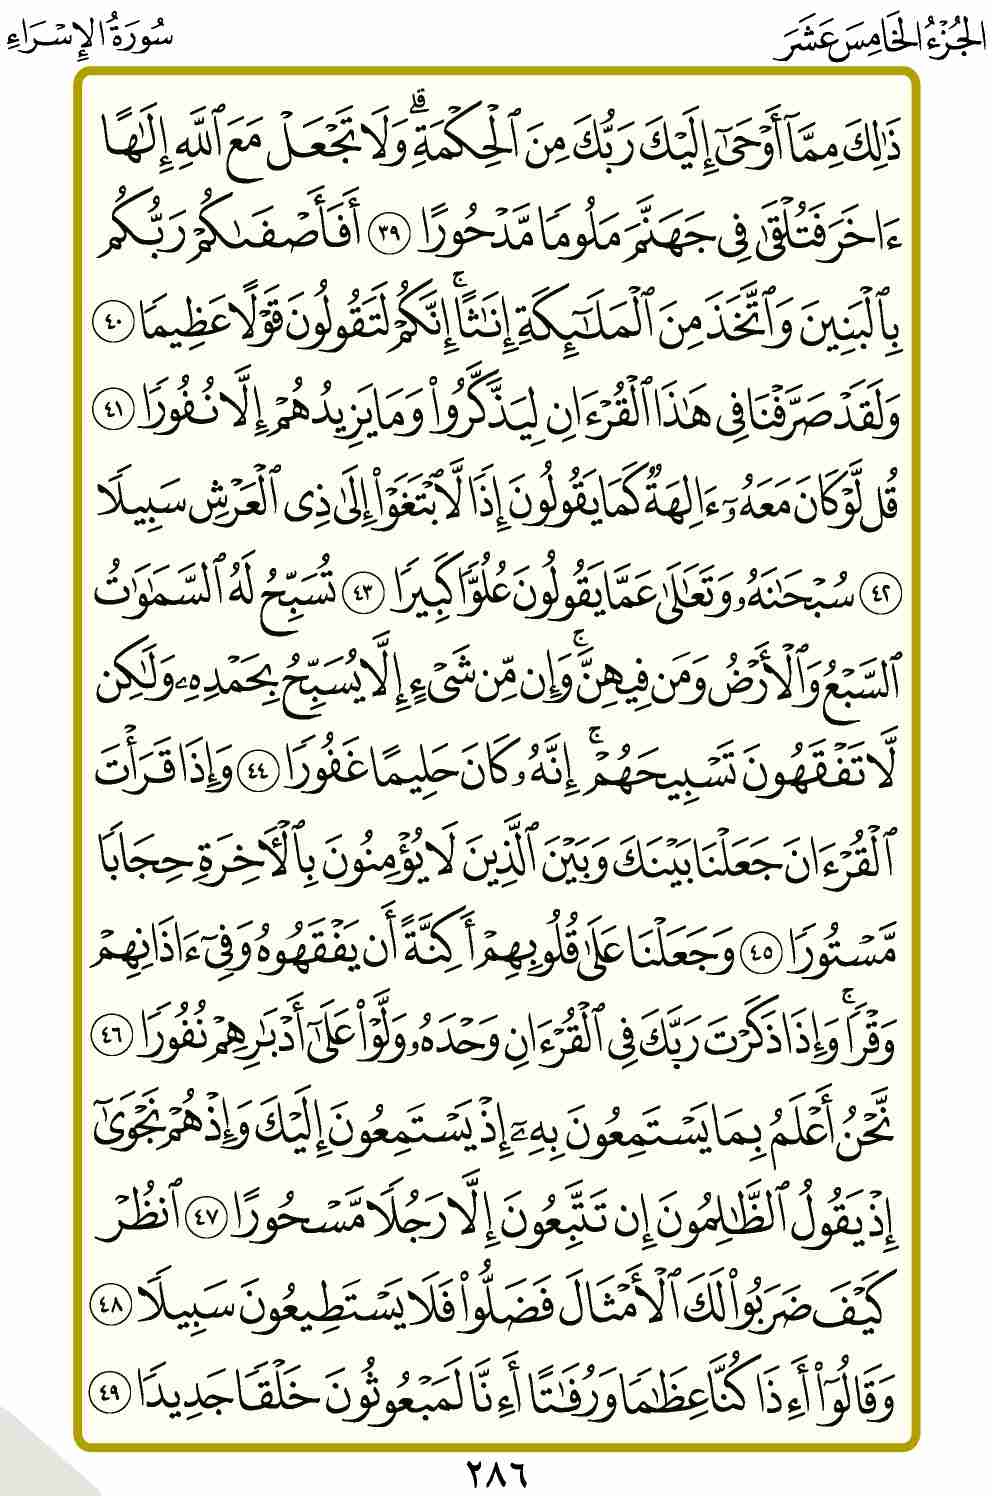 الجُزْءُ الخَامِسَ عَشَرَ
سُورَةُ الإِسْرَاءِ
ذَٰلِكَ مِمَّآ أَوْحَىٰٓ إِلَيْكَ رَبُّكَ مِنَ ٱلْحِكْمَةِ ۗ وَلَا تَجْعَلْ مَعَ ٱللَّهِ إِلَٰهًا
ءَاخَرَ فَتُلْقَىٰ فِى جَهَنَّمَ مَلُومًا مَّدْحُورًا ٣٩ أَفَأَصْفَىٰكُمْ رَبُّكُم
بِٱلْبَنِينَ وَٱتَّخَذَ مِنَ ٱلْمَلَٰٓئِكَةِ إِنَٰثًا ۚ إِنَّكُمْ لَتَقُولُونَ قَوْلًا عَظِيمًا ٤٠
وَلَقَدْ صَرَّفْنَا فِى هَٰذَا ٱلْقُرْءَانِ لِيَذَّكَّرُوا۟ وَمَا يَزِيدُهُمْ إِلَّا نُفُورًا ٤١
قُل لَّوْ كَانَ مَعَهُۥٓ ءَالِهَةٌ كَمَا يَقُولُونَ إِذًا لَّٱبْتَغَوْا۟ إِلَىٰ ذِى ٱلْعَرْشِ سَبِيلًا
٤٢ سُبْحَٰنَهُۥ وَتَعَٰلَىٰ عَمَّا يَقُولُونَ عُلُوًّا كَبِيرًا ٤٣ تُسَبِّحُ لَهُ ٱلسَّمَٰوَٰتُ
ٱلسَّبْعُ وَٱلْأَرْضُ وَمَن فِيهِنَّ ۚ وَإِن مِّن شَىْءٍ إِلَّا يُسَبِّحُ بِحَمْدِهِۦ وَلَٰكِن
لَّا تَفْقَهُونَ تَسْبِيحَهُمْ ۚ إِنَّهُۥ كَانَ حَلِيمًا غَفُورًا ٤٤ وَإِذَا قَرَأْتَ
ٱلْقُرْءَانَ جَعَلْنَا بَيْنَكَ وَبَيْنَ ٱلَّذِينَ لَا يُؤْمِنُونَ بِٱلْءَاخِرَةِ حِجَابًا
مَّسْتُورًا ٤٥ وَجَعَلْنَا عَلَىٰ قُلُوبِهِمْ أَكِنَّةً أَن يَفْقَهُوهُ وَفِىٓ ءَاذَانِهِمْ
وَقْرًا ۚ وَإِذَا ذَكَرْتَ رَبَّكَ فِى ٱلْقُرْءَانِ وَحْدَهُۥ وَلَّوْا۟ عَلَىٰٓ أَدْبَٰرِهِمْ نُفُورًا ٤٦
نَّحْنُ أَعْلَمُ بِمَا يَسْتَمِعُونَ بِهِۦٓ إِذْ يَسْتَمِعُونَ إِلَيْكَ وَإِذْ هُمْ نَجْوَىٰٓ
إِذْ يَقُولُ ٱلظَّٰلِمُونَ إِن تَتَّبِعُونَ إِلَّا رَجُلًا مَّسْحُورًا ٤٧ ٱنظُرْ
كَيْفَ ضَرَبُوا۟ لَكَ ٱلْأَمْثَالَ فَضَلُّوا۟ فَلَا يَسْتَطِيعُونَ سَبِيلًا ٤٨
وَقَالُوٓا۟ أَءِذَا كُنَّا عِظَٰمًا وَرُفَٰتًا أَءِنَّا لَمَبْعُوثُونَ خَلْقًا جَدِيدًا ٤٩
٢٨٦